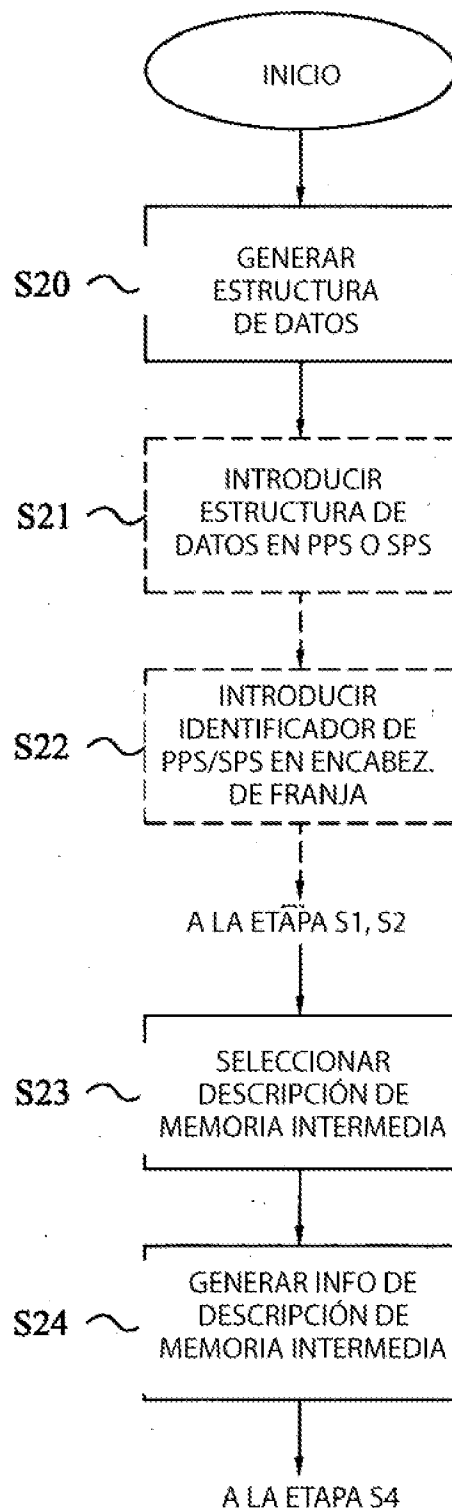 INICIO
S20
GENERAR
ESTRUCTURA
DE DATOS
S21
INTRODUCIR
ESTRUCTURA DE
DATOS EN PPS O SPS
S22
INTRODUCIR
IDENTIFICADOR DE
PPS/SPS EN ENCABEZ.
DE FRANJA
A LA ETAPA S1, S2
S23
SELECCIONAR
DESCRIPCIÓN DE
MEMORIA INTERMEDIA
S24
GENERAR INFO DE
DESCRIPCIÓN DE
MEMORIA INTERMEDIA
A LA ETAPA S4